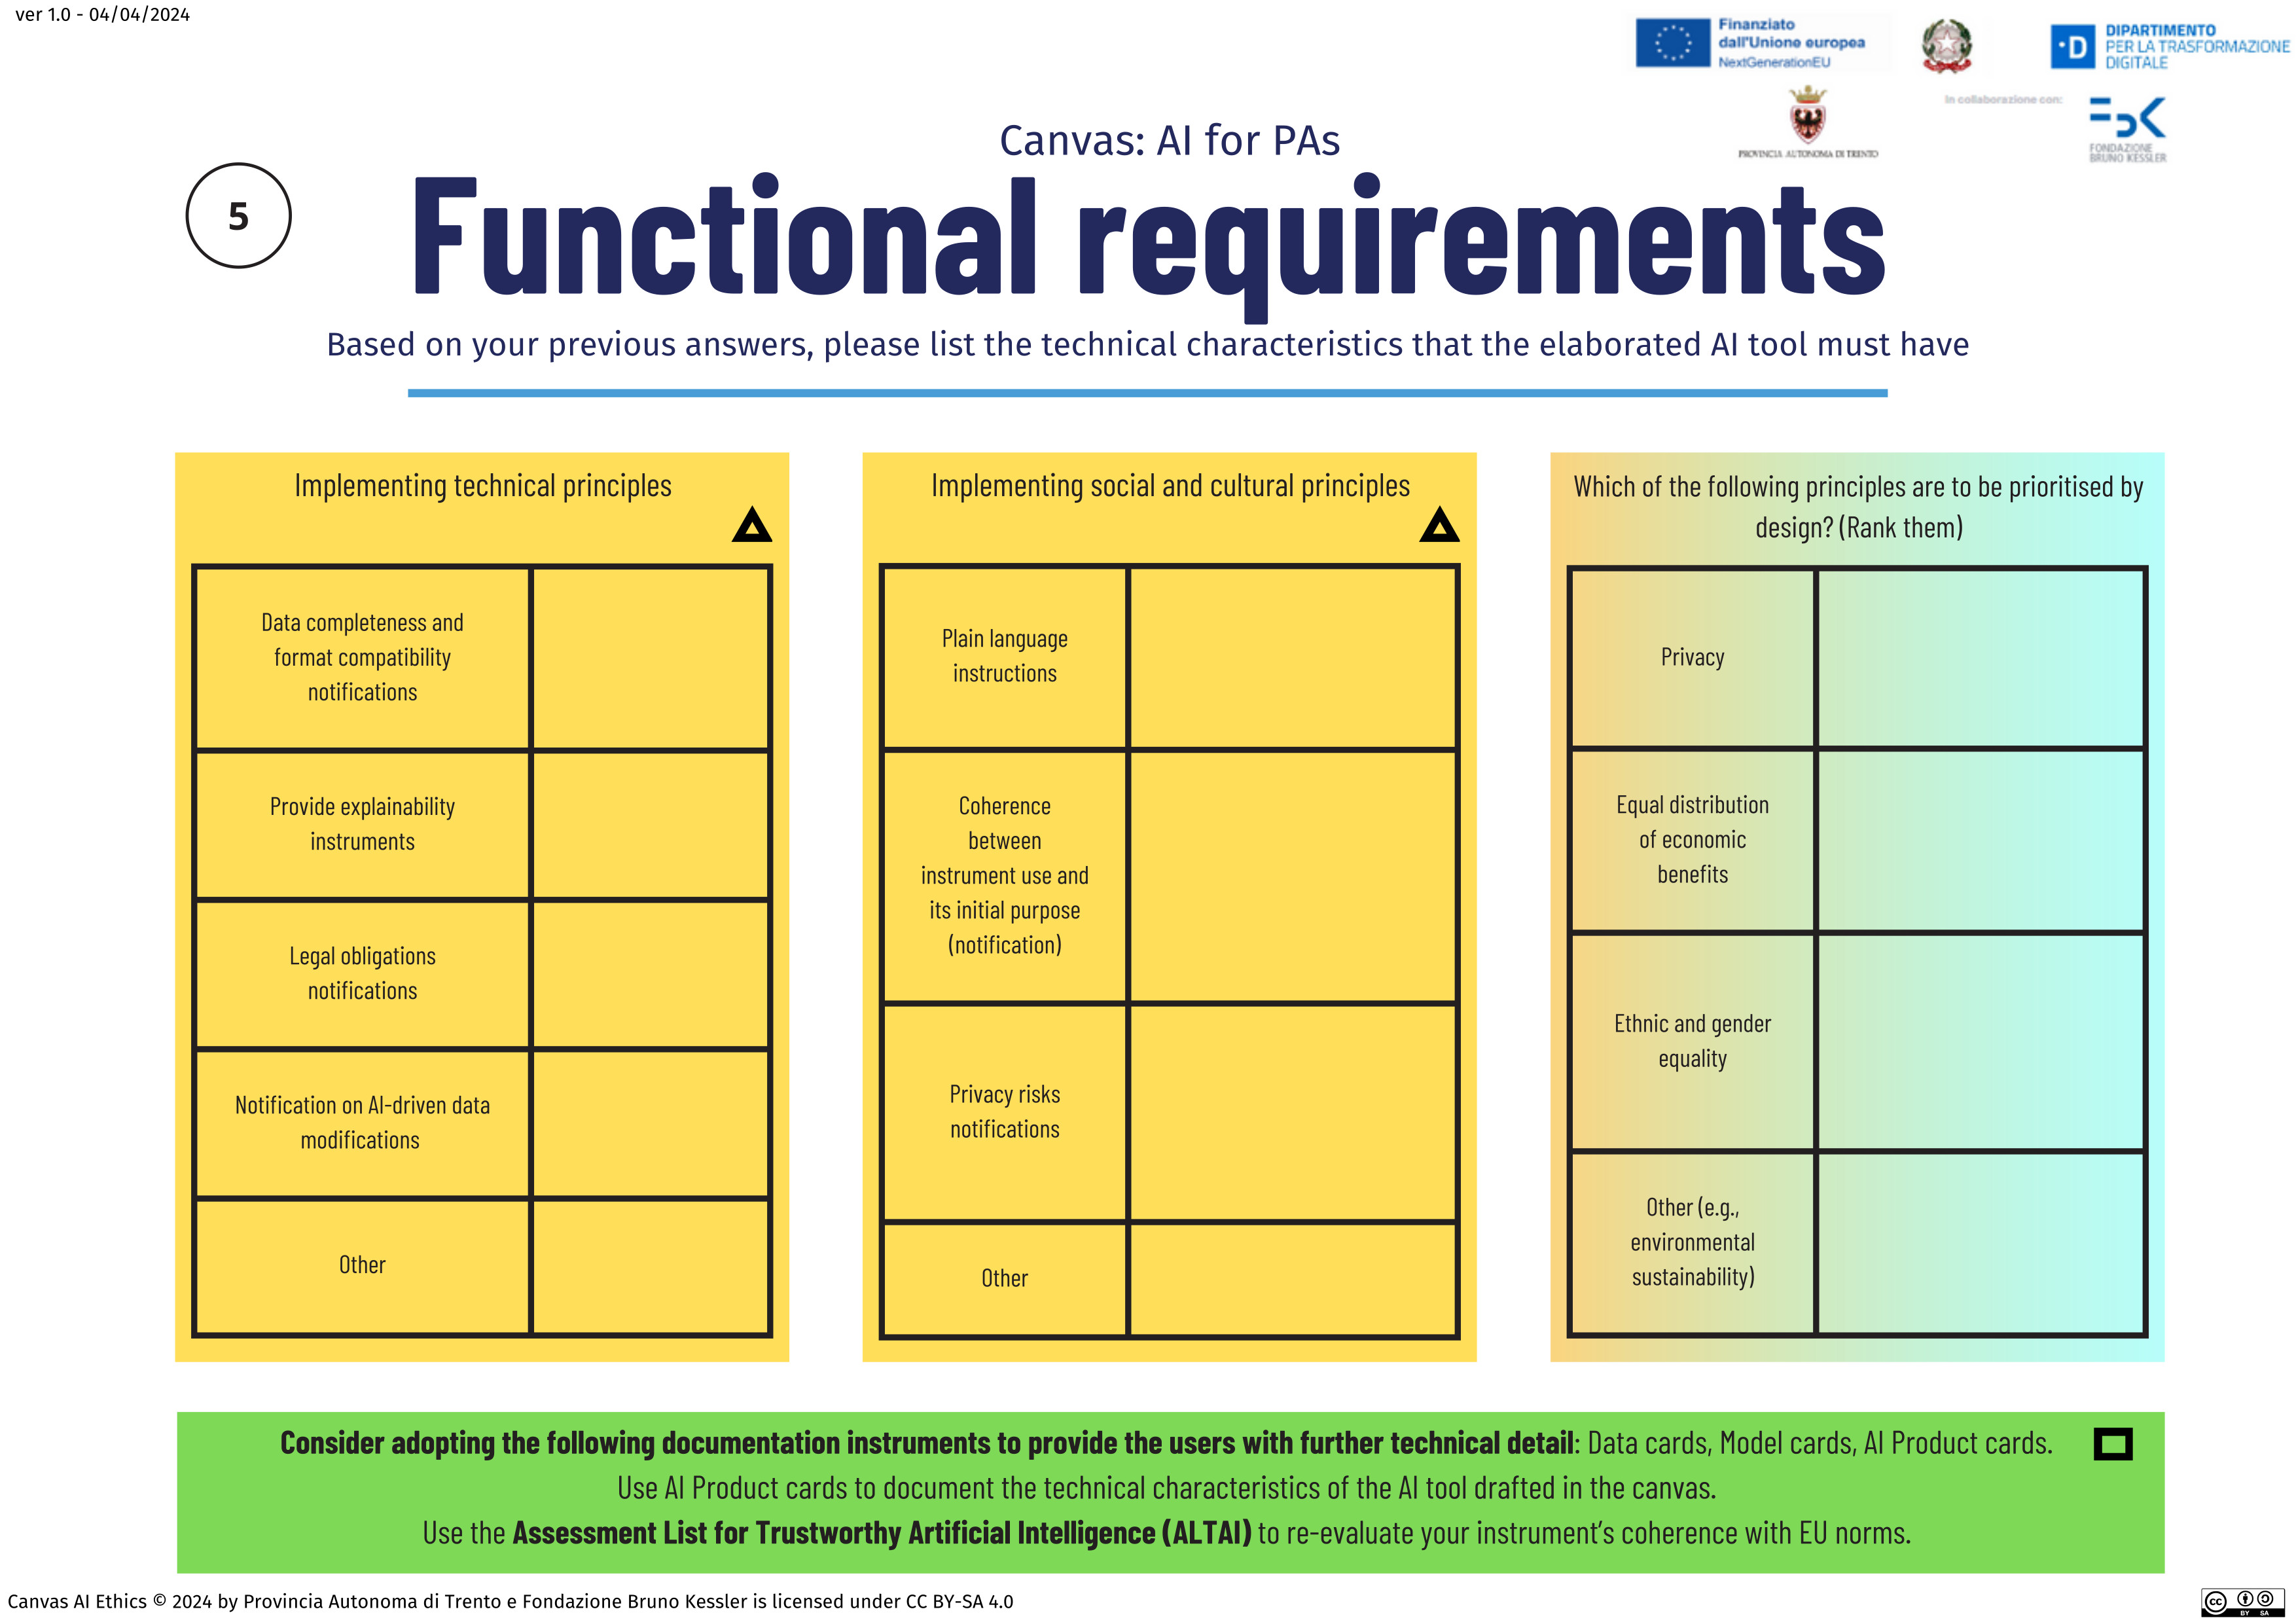 ver 1.0 - 04/04/2024
Finanziato
dall'Unione europea
NextGenerationEU
·D
DIPARTIMENTO
PER LA TRASFORMAZIONE
DIGITALE
PROVINCIA AUTONOMA DI TRENTO
In collaborazione con:
FBK
FONDAZIONE
BRUNO KESSLER
Canvas: AI for PAs
5
Functional requirements
Based on your previous answers, please list the technical characteristics that the elaborated AI tool must have
Implementing technical principles
Data completeness and
format compatibility
notifications
Provide explainability
instruments
Legal obligations
notifications
Notification on AI-driven data
modifications
Other
Implementing social and cultural principles
Plain language
instructions
Coherence
between
instrument use and
its initial purpose
(notification)
Privacy risks
notifications
Other
Which of the following principles are to be prioritised by
design? (Rank them)
Privacy
Equal distribution
of economic
benefits
Ethnic and gender
equality
Other (e.g.,
environmental
sustainability)
Consider adopting the following documentation instruments to provide the users with further technical detail: Data cards, Model cards, AI Product cards.
Use AI Product cards to document the technical characteristics of the AI tool drafted in the canvas.
Use the Assessment List for Trustworthy Artificial Intelligence (ALTAI) to re-evaluate your instrument's coherence with EU norms.
Canvas AI Ethics © 2024 by Provincia Autonoma di Trento e Fondazione Bruno Kessler is licensed under CC BY-SA 4.0
cc
BY SA